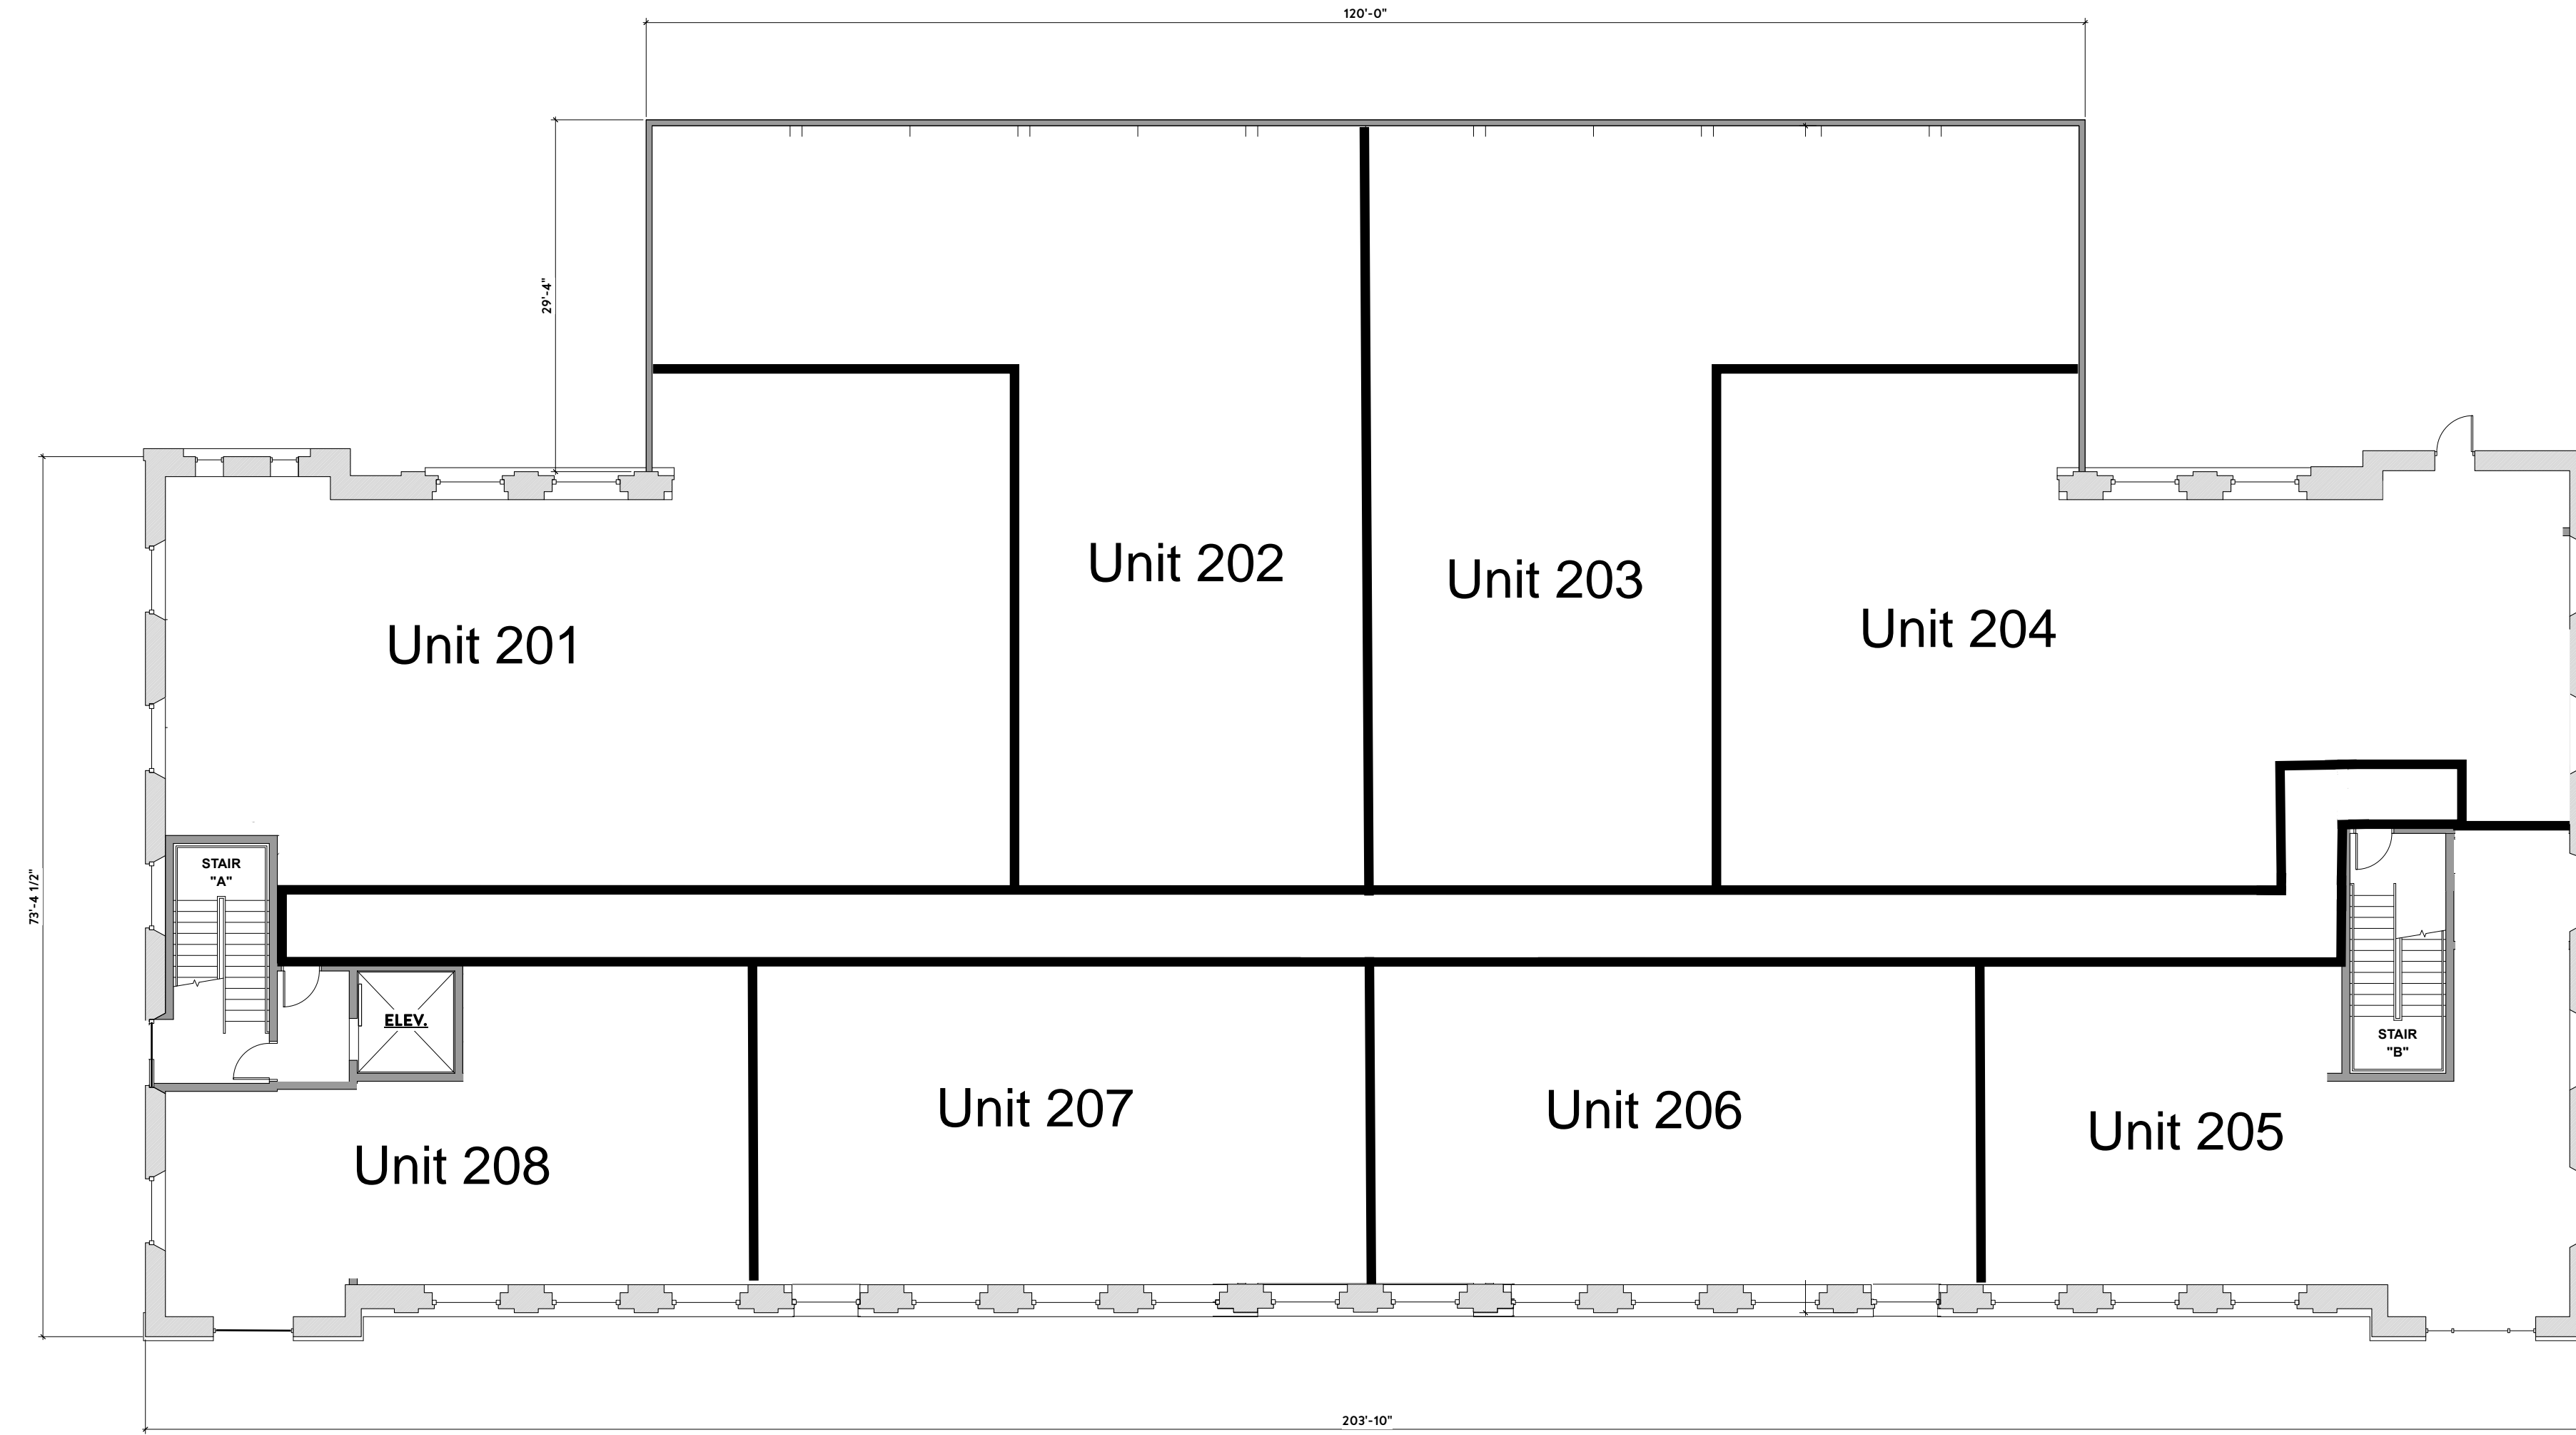 120'-0"
29'-4"
Unit 202
Unit 203
Unit 201
Unit 204
73'-4 1/2"
STAIR
"A"
ELEV.
STAIR
"B"
Unit 208
Unit 207
Unit 206
Unit 205
203'-10"